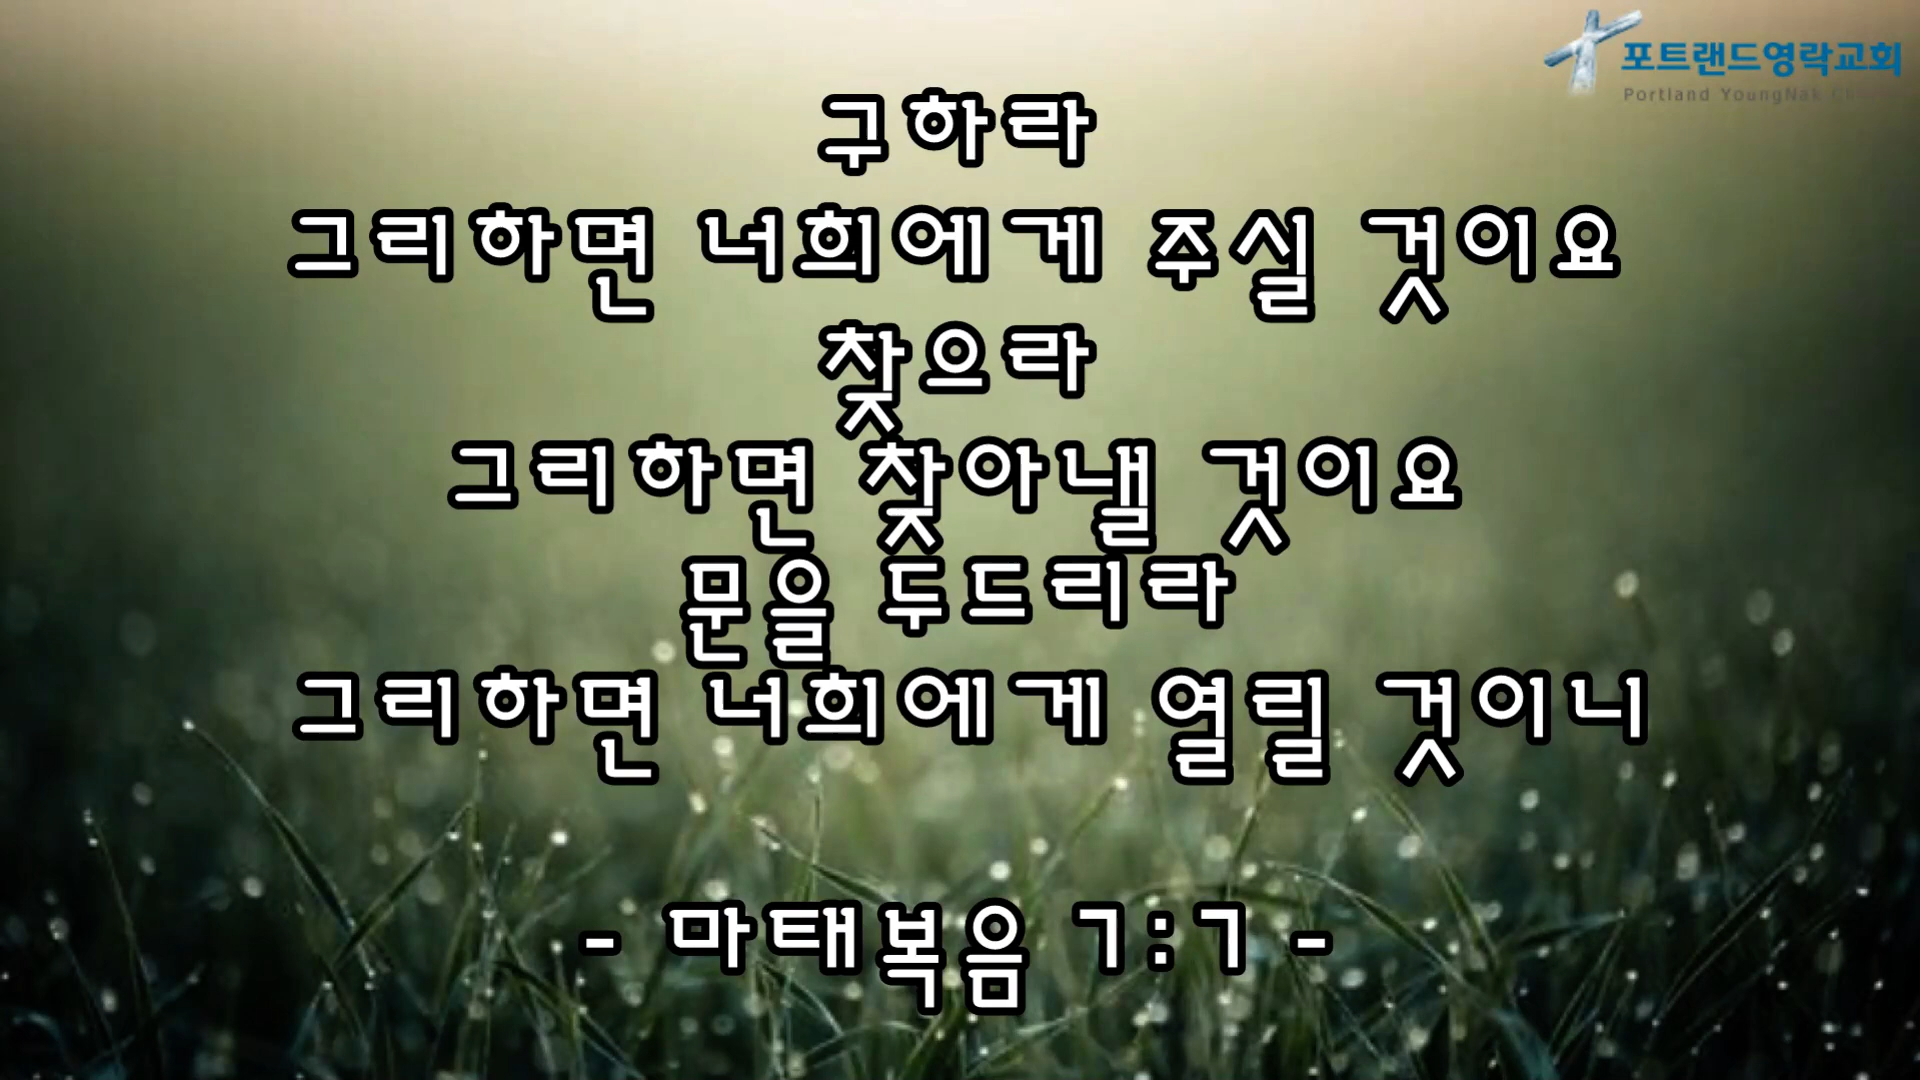 포트랜드영락교회
Portland YoungNak
구하라
그리하면 너희에게 주실 것이요
찾으라
그리하면 찾아낼 것이요
문을 두드리라
그리하면 너희에게 열릴 것이니
- 마태복음 7:7 -